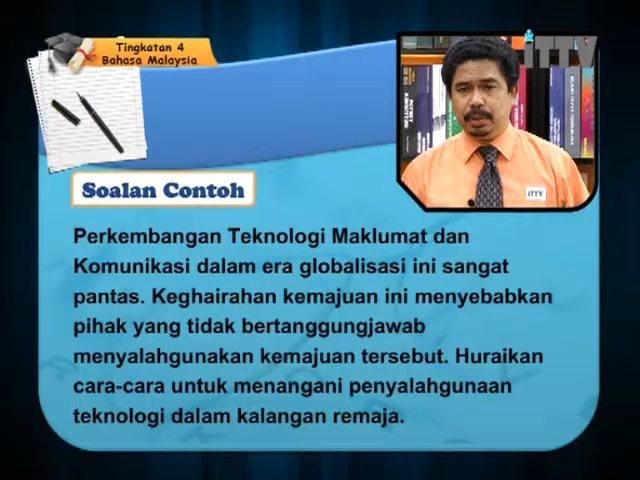 Tingkatan 4
Bahasa Malaysia
iTTV
iTTV
Soalan Contoh
Perkembangan Teknologi Maklumat dan
Komunikasi dalam era globalisasi ini sangat
pantas. Keghairahan kemajuan ini menyebabkan
pihak yang tidak bertanggungjawab
menyalahgunakan kemajuan tersebut. Huraikan
cara-cara untuk menangani penyalahgunaan
teknologi dalam kalangan remaja.